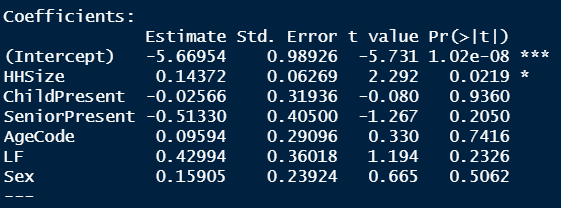 Coefficients:
Estimate Std. Error t value Pr(>|t|)
(Intercept) -5.66954 0.98926 -5.731 1.02e-08 ***
HHSize 0.14372 0.06269 2.292 0.0219 *
ChildPresent -0.02566 0.31936 -0.080 0.9360
SeniorPresent -0.51330 0.40500 -1.267 0.2050
AgeCode 0.09594 0.29096 0.330 0.7416
LF 0.42994 0.36018 1.194 0.2326
Sex 0.15905 0.23924 0.665 0.5062
---